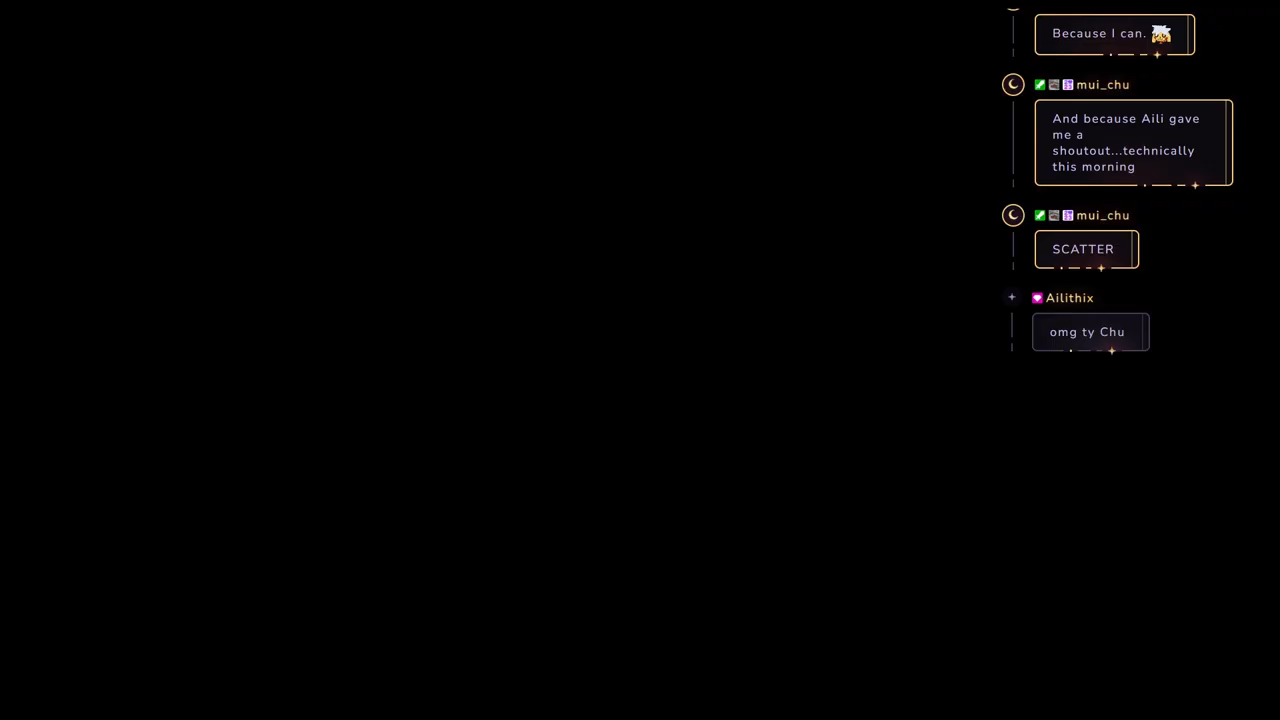 Because I can.
mui_chu
And because Aili gave
me a
shoutout...technically
this morning
mui_chu
SCATTER
Ailithix
omg ty Chu